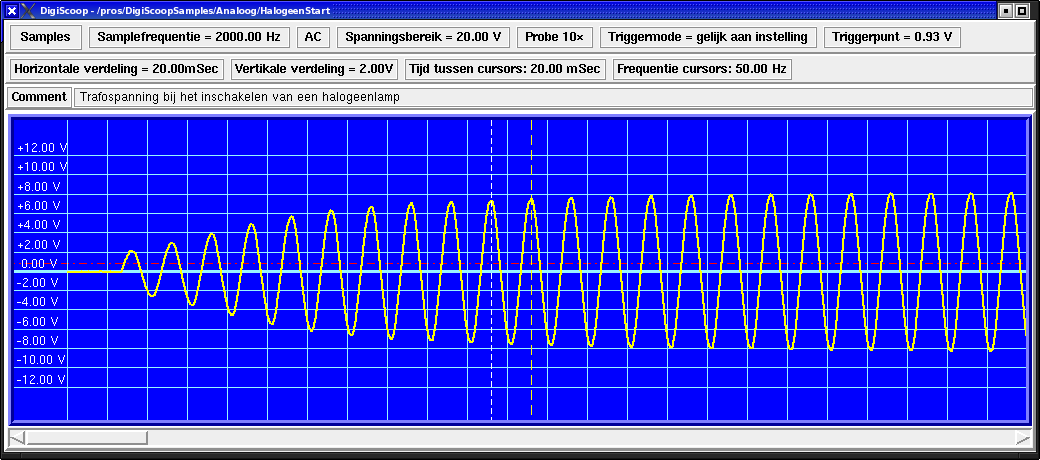 DigiScoop - /pros/DigiScoopSamples/Analoog/HalogeenStart
Samples Samplefrequentie = 2000.00 Hz AC Spanningsbereik = 20.00 V Probe 10× Triggermode = gelijk aan instelling Triggerpunt = 0.93 V
Horizontale verdeling = 20.00mSec Vertikale verdeling = 2.00V Tijd tussen cursors: 20.00 mSec Frequentie cursors: 50.00 Hz
Comment Trafospanning bij het inschakelen van een halogeenlamp
+12.00 V
+10.00 V
+8.00 V
+6.00 V
+4.00 V
+2.00 V
0.00 V
-2.00 V
-4.00 V
-6.00 V
-8.00 V
-10.00 V
-12.00 V